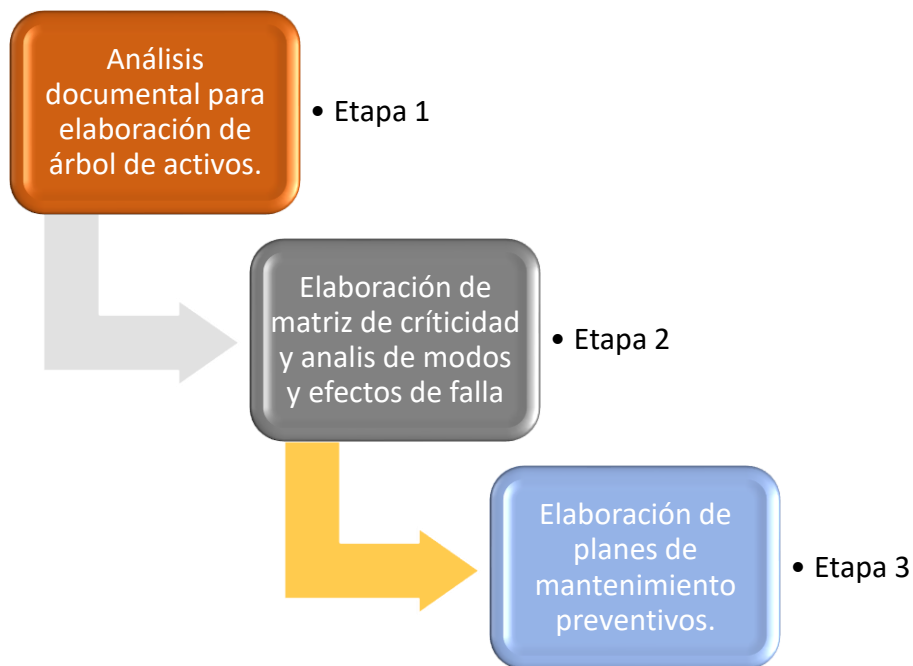 Análisis
documental para
elaboración de
árbol de activos.
• Etapa 1
Elaboración de
matriz de críticidad
y analis de modos
y efectos de falla
• Etapa 2
Elaboración de
planes de
mantenimiento
preventivos.
• Etapa 3